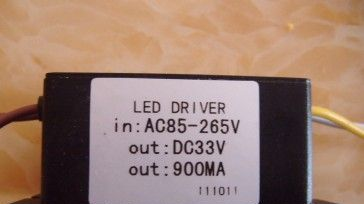 LED DRIVER
in:AC85-265V
out:DC33V
out:900MA
111011